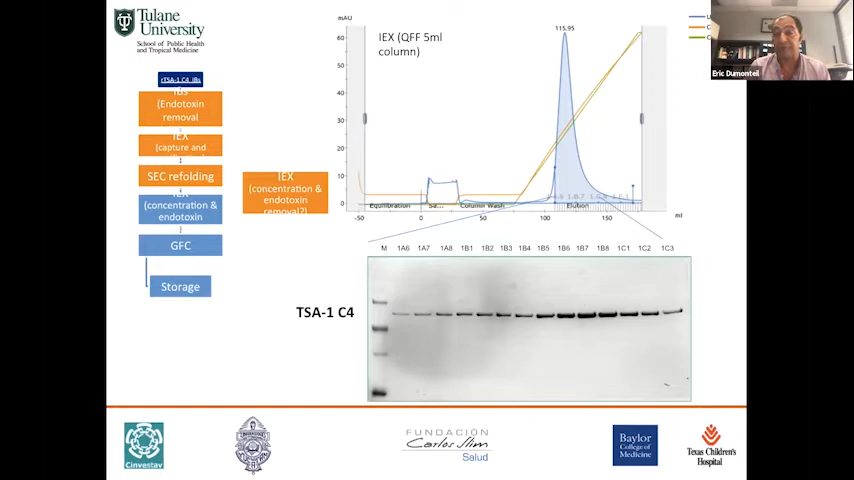 Tulane
University
School of Public Health
and Tropical Medicine
rTSA-1 C4 IBs
IBs
(Endotoxin
removal
IEX
(capture and
SEC refolding
IEX
(concentration &
endotoxin
GFC
Storage
IEX
(concentration &
endotoxin
removal?)
mAU
IEX (QFF 5ml
column)
115.95
60
50
40
30
20
10
0
Equilibration
Sa...
Column Wash
Elution
-50
0
50
100
150
ml
Eric Dumonteil
M 1A6 1A7 1A8 1B1 1B2 1B3 1B4 1B5 1B6 1B7 1B8 1C1 1C2 1C3
TSA-1 C4
Cinvestav
FUNDACIÓN
Carlos Slim
Salud
Baylor
College of
Medicine
Texas Children's
Hospital